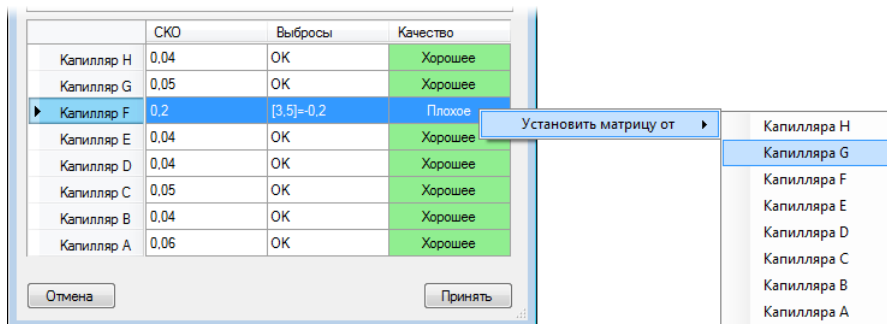 СКО Выбросы Качество
Капилляр H 0,04 OK Хорошее
Капилляр G 0,05 OK Хорошее
Капилляр F 0,2 [3,5]=-0,2 Плохое
Капилляр E 0,04 OK Хорошее
Капилляр D 0,04 OK Хорошее
Капилляр C 0,05 OK Хорошее
Капилляр B 0,04 OK Хорошее
Капилляр A 0,06 OK Хорошее
Отмена Принять
Установить матрицу от
Капилляра H
Капилляра G
Капилляра F
Капилляра E
Капилляра D
Капилляра C
Капилляра B
Капилляра A